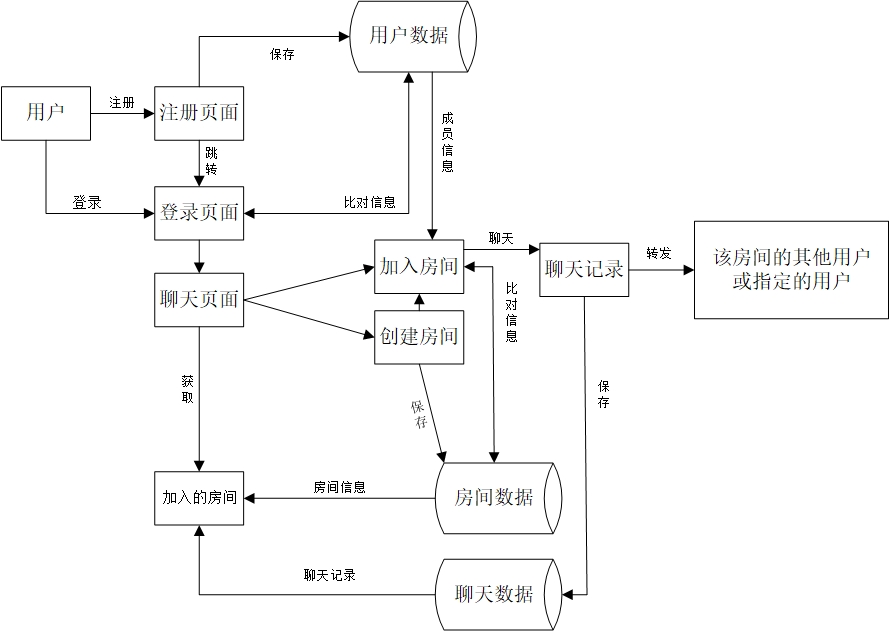 用户数据
保存
用户
注册
注册页面
成员信息
跳转
登录
登录页面
比对信息
聊天
加入房间
聊天记录
转发
该房间的其他用户
或指定的用户
聊天页面
比对信息
创建房间
获取
保存
保存
加入的房间
房间信息
房间数据
聊天记录
聊天数据